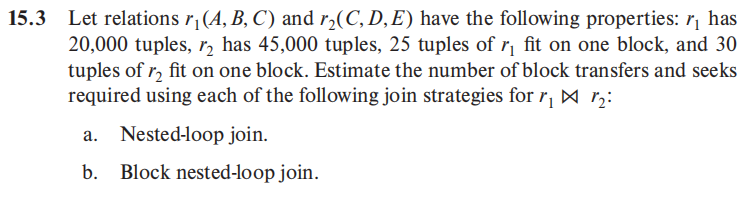 15.3 Let relations r₁(A, B, C) and r₂(C, D, E) have the following properties: r₁ has
20,000 tuples, r₂ has 45,000 tuples, 25 tuples of r₁ fit on one block, and 30
tuples of r₂ fit on one block. Estimate the number of block transfers and seeks
required using each of the following join strategies for r₁ ⋈ r₂:
a. Nested-loop join.
b. Block nested-loop join.